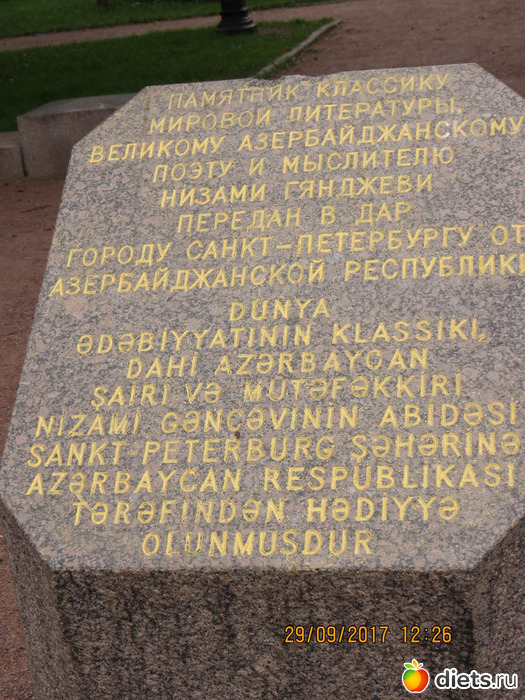 ПАМЯТНИК КЛАССИКУ
МИРОВОЙ ЛИТЕРАТУРЫ,
ВЕЛИКОМУ АЗЕРБАЙДЖАНСКОМУ
ПОЭТУ И МЫСЛИТЕЛЮ
НИЗАМИ ГЯНДЖЕВИ
ПЕРЕДАН В ДАР
ГОРОДУ САНКТ-ПЕТЕРБУРГУ ОТ
АЗЕРБАЙДЖАНСКОЙ РЕСПУБЛИКИ
DÜNYA
ƏDƏBIYYATININ KLASSIKI,
DAHI AZƏRBAYCAN
ŞAIRI VƏ MÜTƏFƏKKIRI
NIZAMI GƏNCƏVININ ABIDƏSI
SANKT-PETERBURG ŞƏHƏRINƏ
AZƏRBAYCAN RESPUBLIKASI
TƏRƏFINDƏN HƏDIYYƏ
OLUNMUSDUR
29/09/2017 12:26
diets.ru